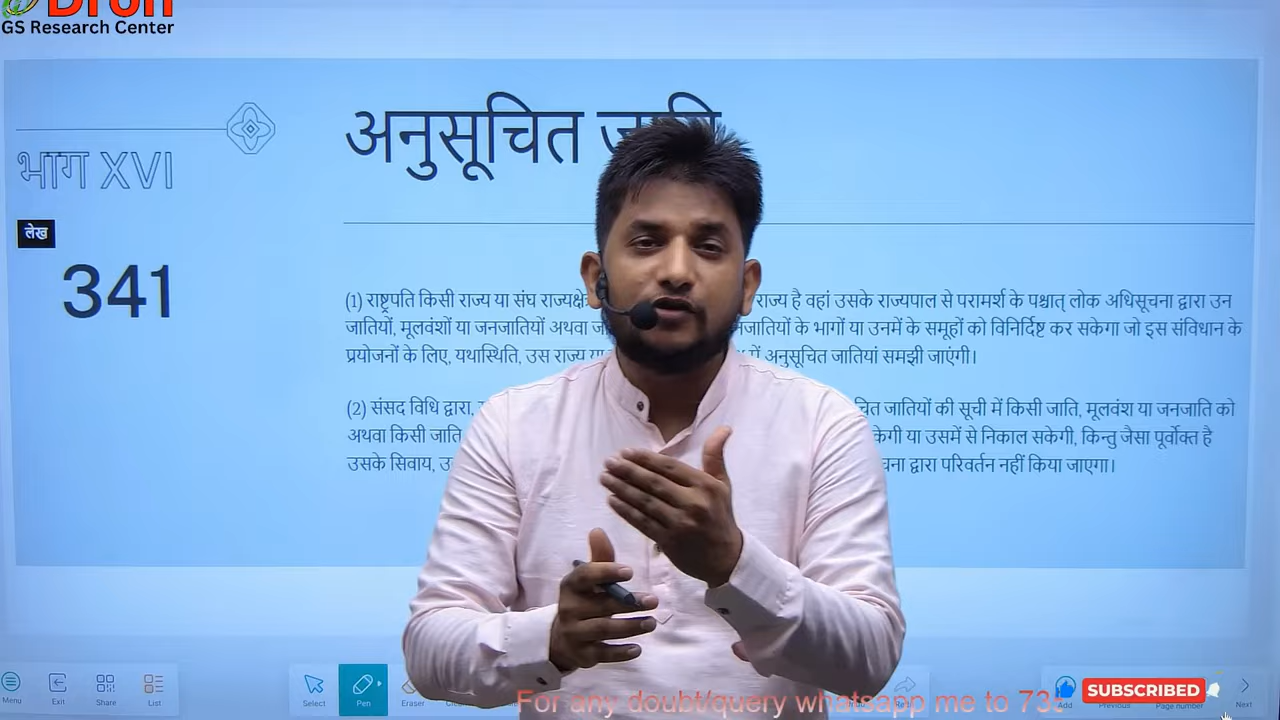 Dron
GS Research Center
भाग XVI
लेख
341
अनुसूचित
(1) राष्ट्रपति किसी राज्य या संघ राज्यक्षे राज्य है वहां उसके राज्यपाल से परामर्श के पश्चात् लोक अधिसूचना द्वारा उन
जातियों, मूलवंशों या जनजातियों अथवा के भागों या उनमें के समूहों को विनिर्दिष्ट कर सकेगा जो इस संविधान के
प्रयोजनों के लिए, यथास्थिति, उस राज्य में अनुसूचित जातियां समझी जाएंगी।
(2) संसद विधि द्वारा, जातियों की सूची में किसी जाति, मूलवंश या जनजाति को
अथवा किसी जाति या उसमें से निकाल सकेगी, किन्तु जैसा पूर्वोक्त है
उसके सिवाय, द्वारा परिवर्तन नहीं किया जाएगा।
Menu Exit Share List Select Pen Eraser Add Previous Page number Next
SUBSCRIBED
For any doubt/query whatsapp me to 73